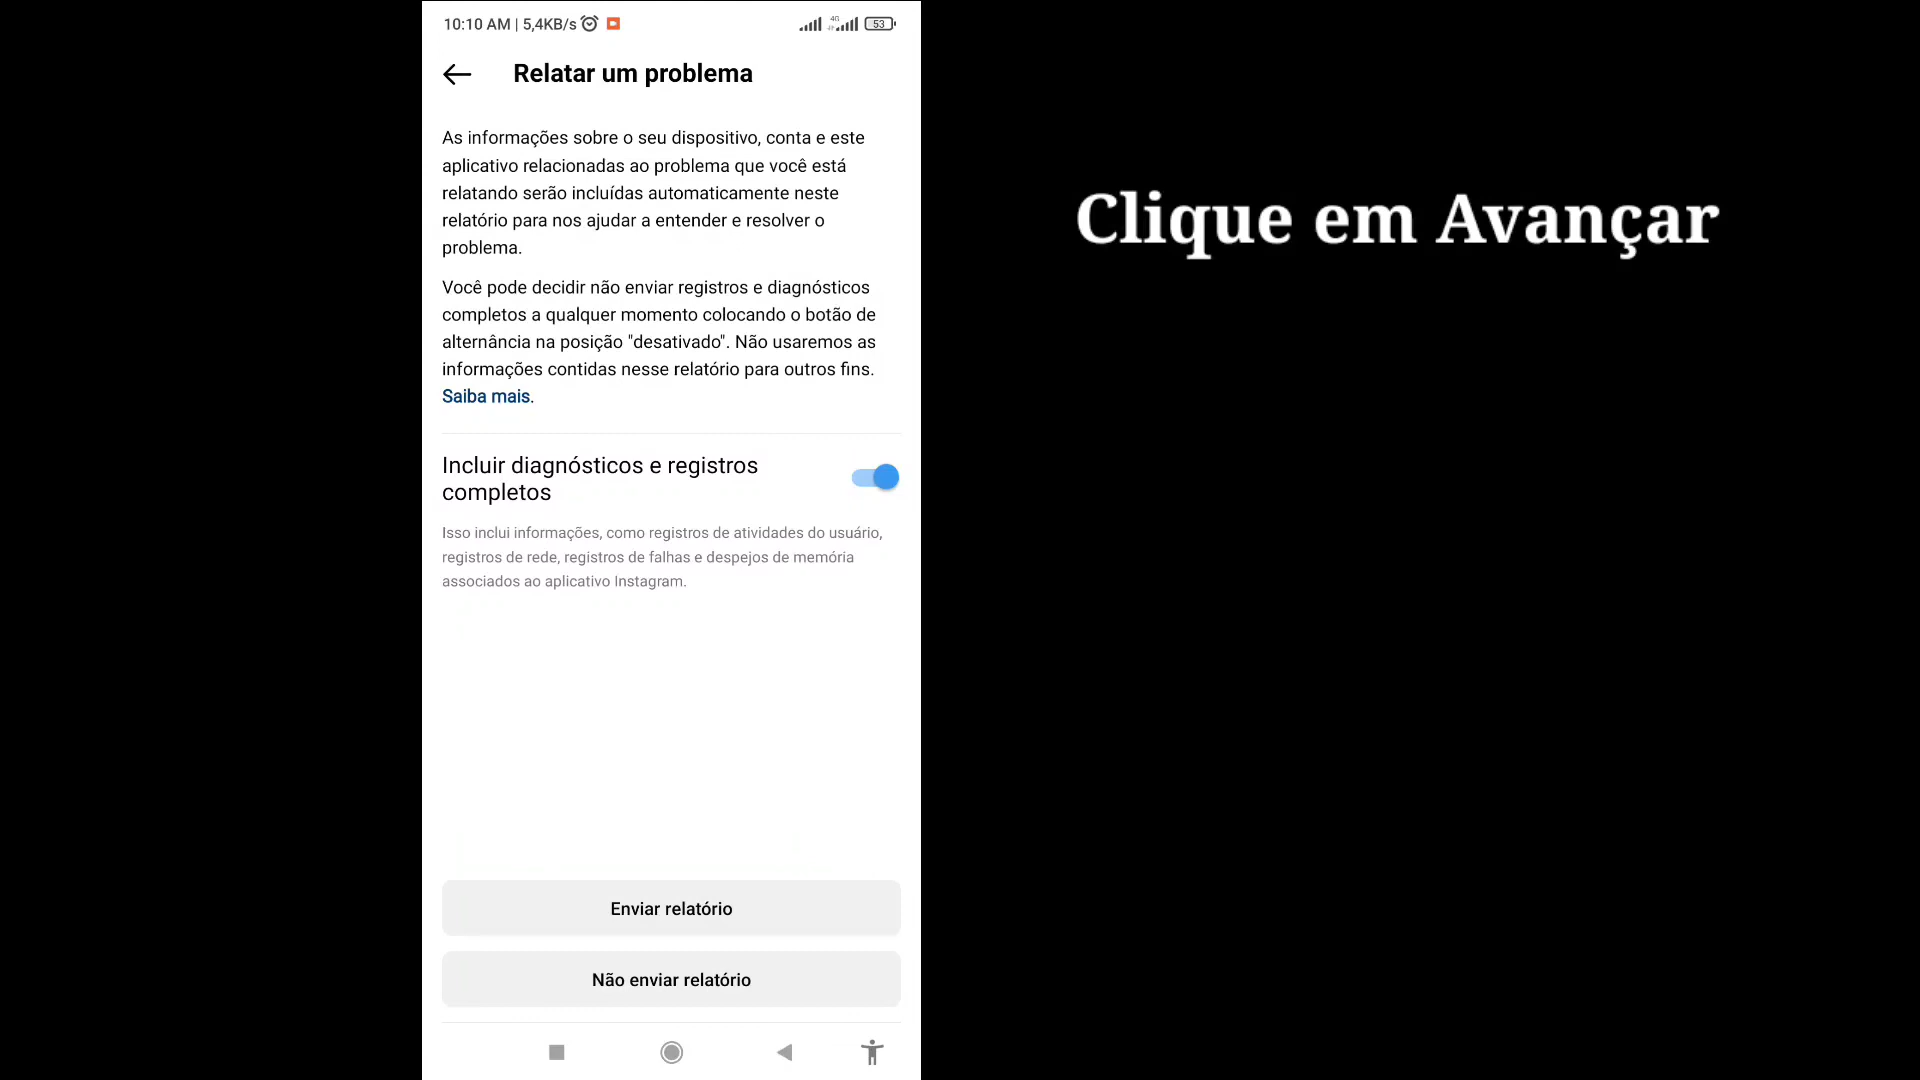 10:10 AM | 5,4KB/s
4G
53
Relatar um problema
As informações sobre o seu dispositivo, conta e este
aplicativo relacionadas ao problema que você está
relatando serão incluídas automaticamente neste
relatório para nos ajudar a entender e resolver o
problema.
Você pode decidir não enviar registros e diagnósticos
completos a qualquer momento colocando o botão de
alternância na posição "desativado". Não usaremos as
informações contidas nesse relatório para outros fins.
Saiba mais.
Incluir diagnósticos e registros
completos
Isso inclui informações, como registros de atividades do usuário,
registros de rede, registros de falhas e despejos de memória
associados ao aplicativo Instagram.
Enviar relatório
Não enviar relatório
Clique em Avançar